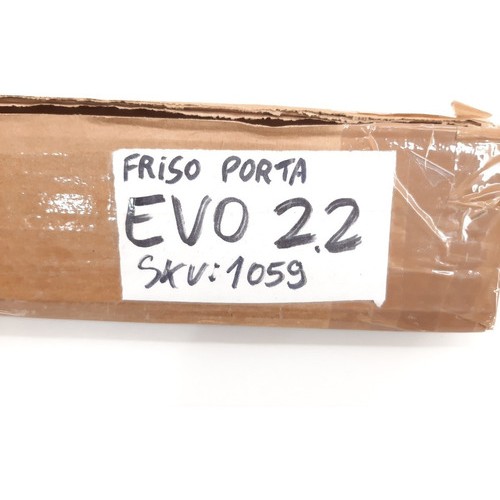 FRISO PORTA
EVO 2.2
SKU:1059